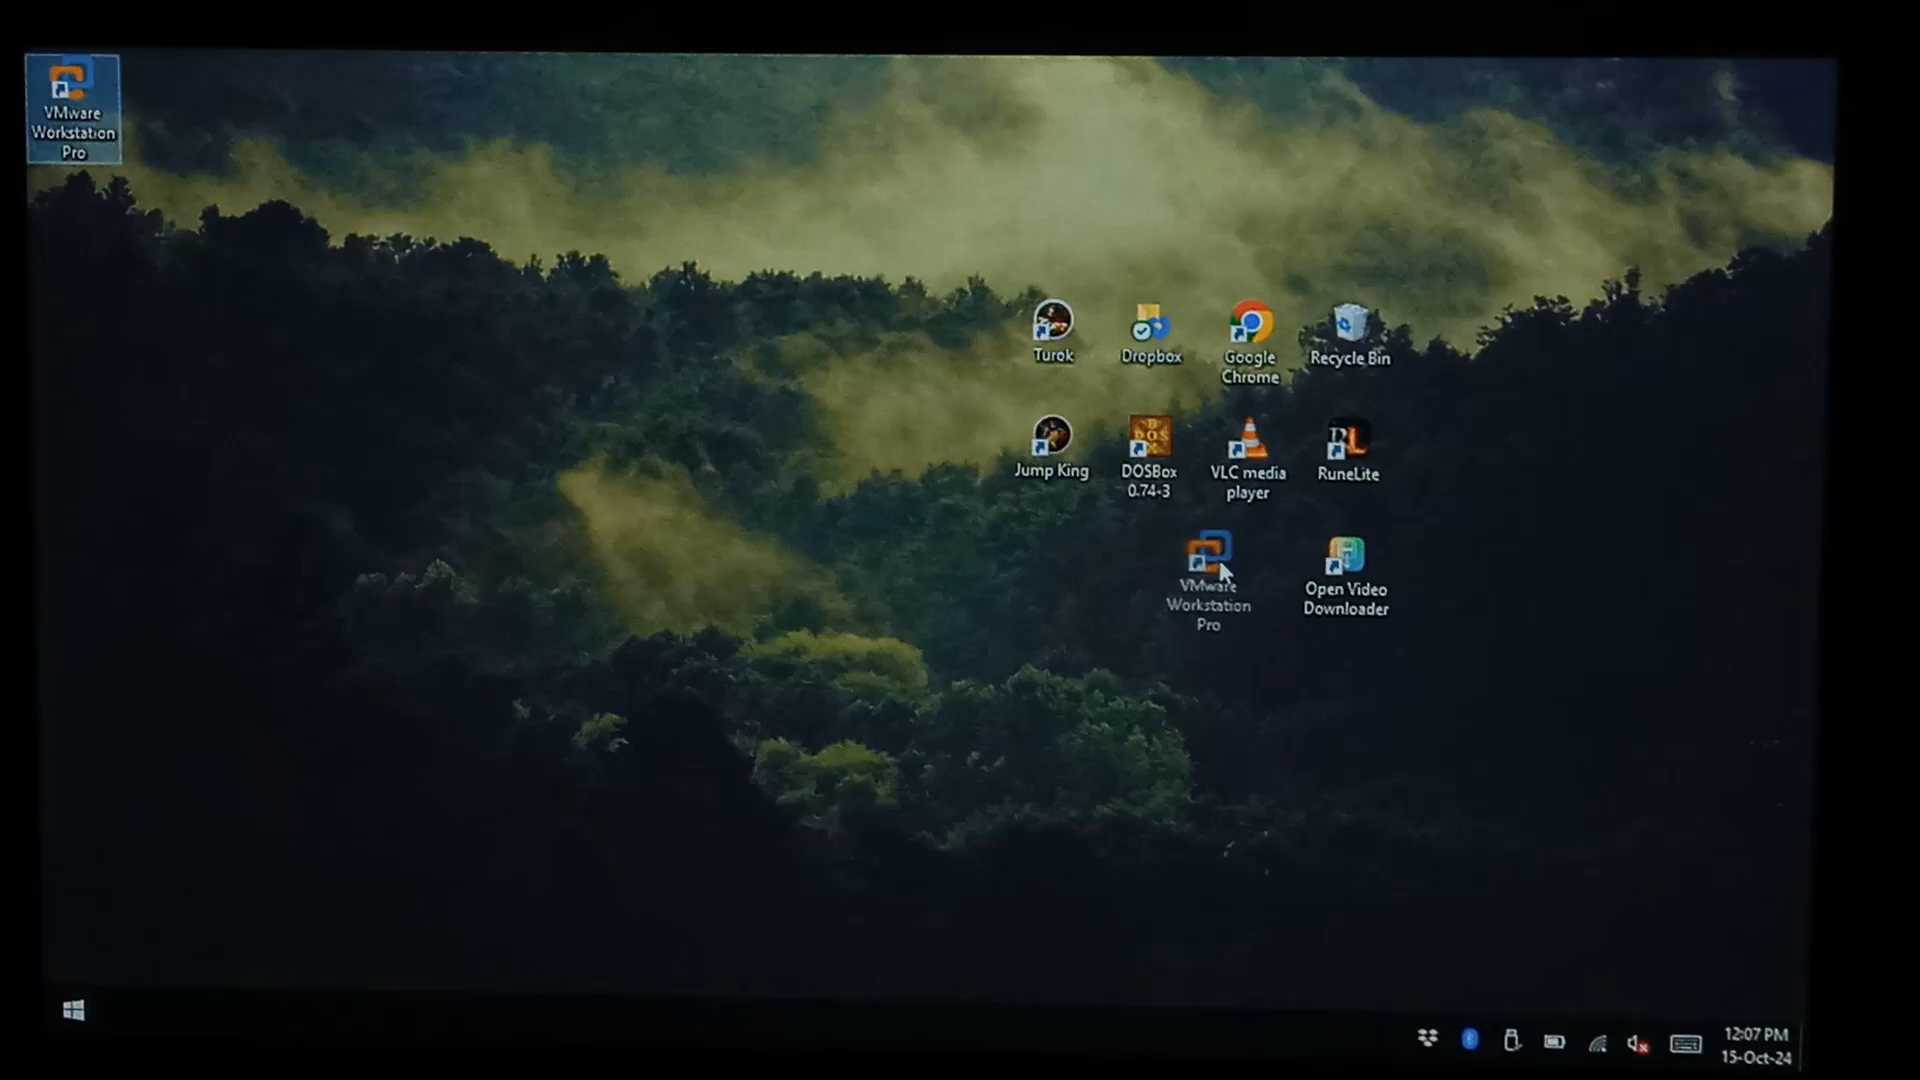 VMware
Workstation
Pro
Turok
Dropbox
Google
Chrome
Recycle Bin
Jump King
DOSBox
0.74-3
VLC media
player
RuneLite
VMware
Workstation
Pro
Open Video
Downloader
12:07 PM
15-Oct-24